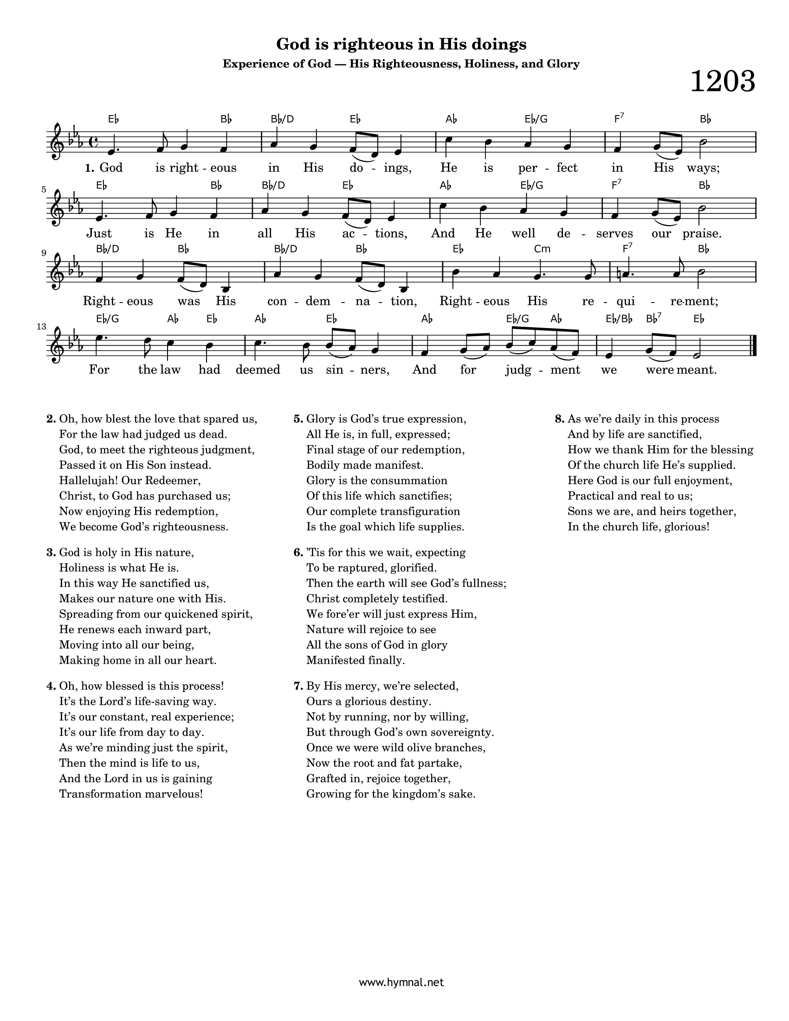 God is righteous in His doings
Experience of God — His Righteousness, Holiness, and Glory
1203
E♭ B♭ B♭/D E♭ A♭ E♭/G F7 B♭
1. God is right - eous in His do - ings, He is per - fect in His ways;
5
E♭ B♭ B♭/D E♭ A♭ E♭/G F7 B♭
Just is He in all His ac - tions, And He well de - serves our praise.
9
B♭/D B♭ B♭/D B♭ E♭ Cm F7 B♭
Right - eous was His con - dem - na - tion, Right - eous His re - qui - re-ment;
13
E♭/G A♭ E♭ A♭ E♭ A♭ E♭/G A♭ E♭/B♭ B♭7 E♭
For the law had deemed us sin - ners, And for judg - ment we were meant.
2. Oh, how blest the love that spared us,
For the law had judged us dead.
God, to meet the righteous judgment,
Passed it on His Son instead.
Hallelujah! Our Redeemer,
Christ, to God has purchased us;
Now enjoying His redemption,
We become God's righteousness.
3. God is holy in His nature,
Holiness is what He is.
In this way He sanctified us,
Makes our nature one with His.
Spreading from our quickened spirit,
He renews each inward part,
Moving into all our being,
Making home in all our heart.
4. Oh, how blessed is this process!
It's the Lord's life-saving way.
It's our constant, real experience;
It's our life from day to day.
As we're minding just the spirit,
Then the mind is life to us,
And the Lord in us is gaining
Transformation marvelous!
5. Glory is God's true expression,
All He is, in full, expressed;
Final stage of our redemption,
Bodily made manifest.
Glory is the consummation
Of this life which sanctifies;
Our complete transfiguration
Is the goal which life supplies.
6. 'Tis for this we wait, expecting
To be raptured, glorified.
Then the earth will see God's fullness;
Christ completely testified.
We fore'er will just express Him,
Nature will rejoice to see
All the sons of God in glory
Manifested finally.
7. By His mercy, we're selected,
Ours a glorious destiny.
Not by running, nor by willing,
But through God's own sovereignty.
Once we were wild olive branches,
Now the root and fat partake,
Grafted in, rejoice together,
Growing for the kingdom's sake.
8. As we're daily in this process
And by life are sanctified,
How we thank Him for the blessing
Of the church life He's supplied.
Here God is our full enjoyment,
Practical and real to us;
Sons we are, and heirs together,
In the church life, glorious!
www.hymnal.net